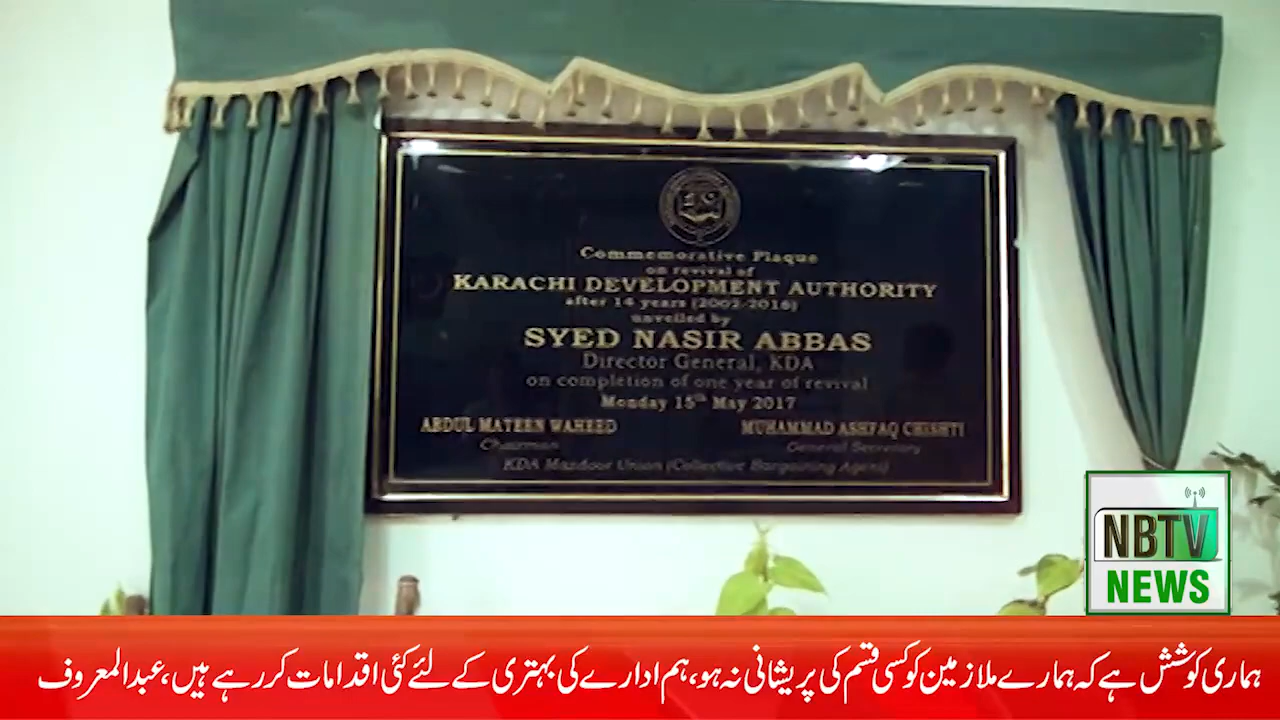 Commemorative Plaque
on revival of
KARACHI DEVELOPMENT AUTHORITY
after 14 years (2002-2016)
unveiled by
SYED NASIR ABBAS
Director General, KDA
on completion of one year of revival
Monday 15th May 2017
ABDUL MATEEN WAHEED MUHAMMAD ASHFAQ CHISHTI
Chairman General Secretary
KDA Mazdoor Union (Collective Bargaining Agent)
NBTV
NEWS
ہماری کوشش ہے کہ ہمارے ملازمین کو کسی قسم کی پریشانی نہ ہو، ہم ادارے کی بہتری کے لئے کئی اقدامات کر رہے ہیں، عبدالمعروف